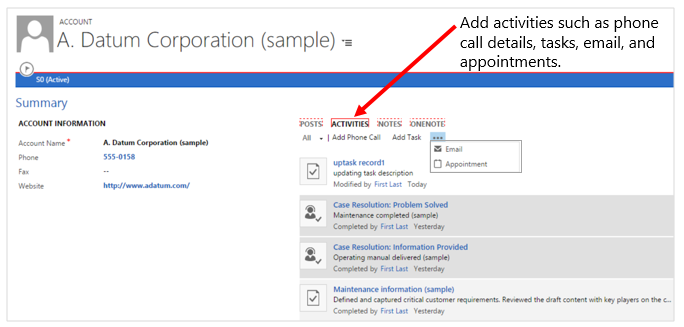 ACCOUNT
A. Datum Corporation (sample)
Add activities such as phone
call details, tasks, email, and
appointments.
S0 (Active)
Summary
ACCOUNT INFORMATION
Account Name * A. Datum Corporation (sample)
Phone 555-0158
Fax --
Website http://www.adatum.com/
POSTS ACTIVITIES NOTES ONENOTE
All | Add Phone Call Add Task ...
Email
Appointment
uptask record1
updating task description
Modified by First Last Today
Case Resolution: Problem Solved
Maintenance completed (sample)
Completed by First Last Yesterday
Case Resolution: Information Provided
Operating manual delivered (sample)
Completed by First Last Yesterday
Maintenance information (sample)
Defined and captured critical customer requirements. Reviewed the draft content with key players on the c...
Completed by First Last Yesterday